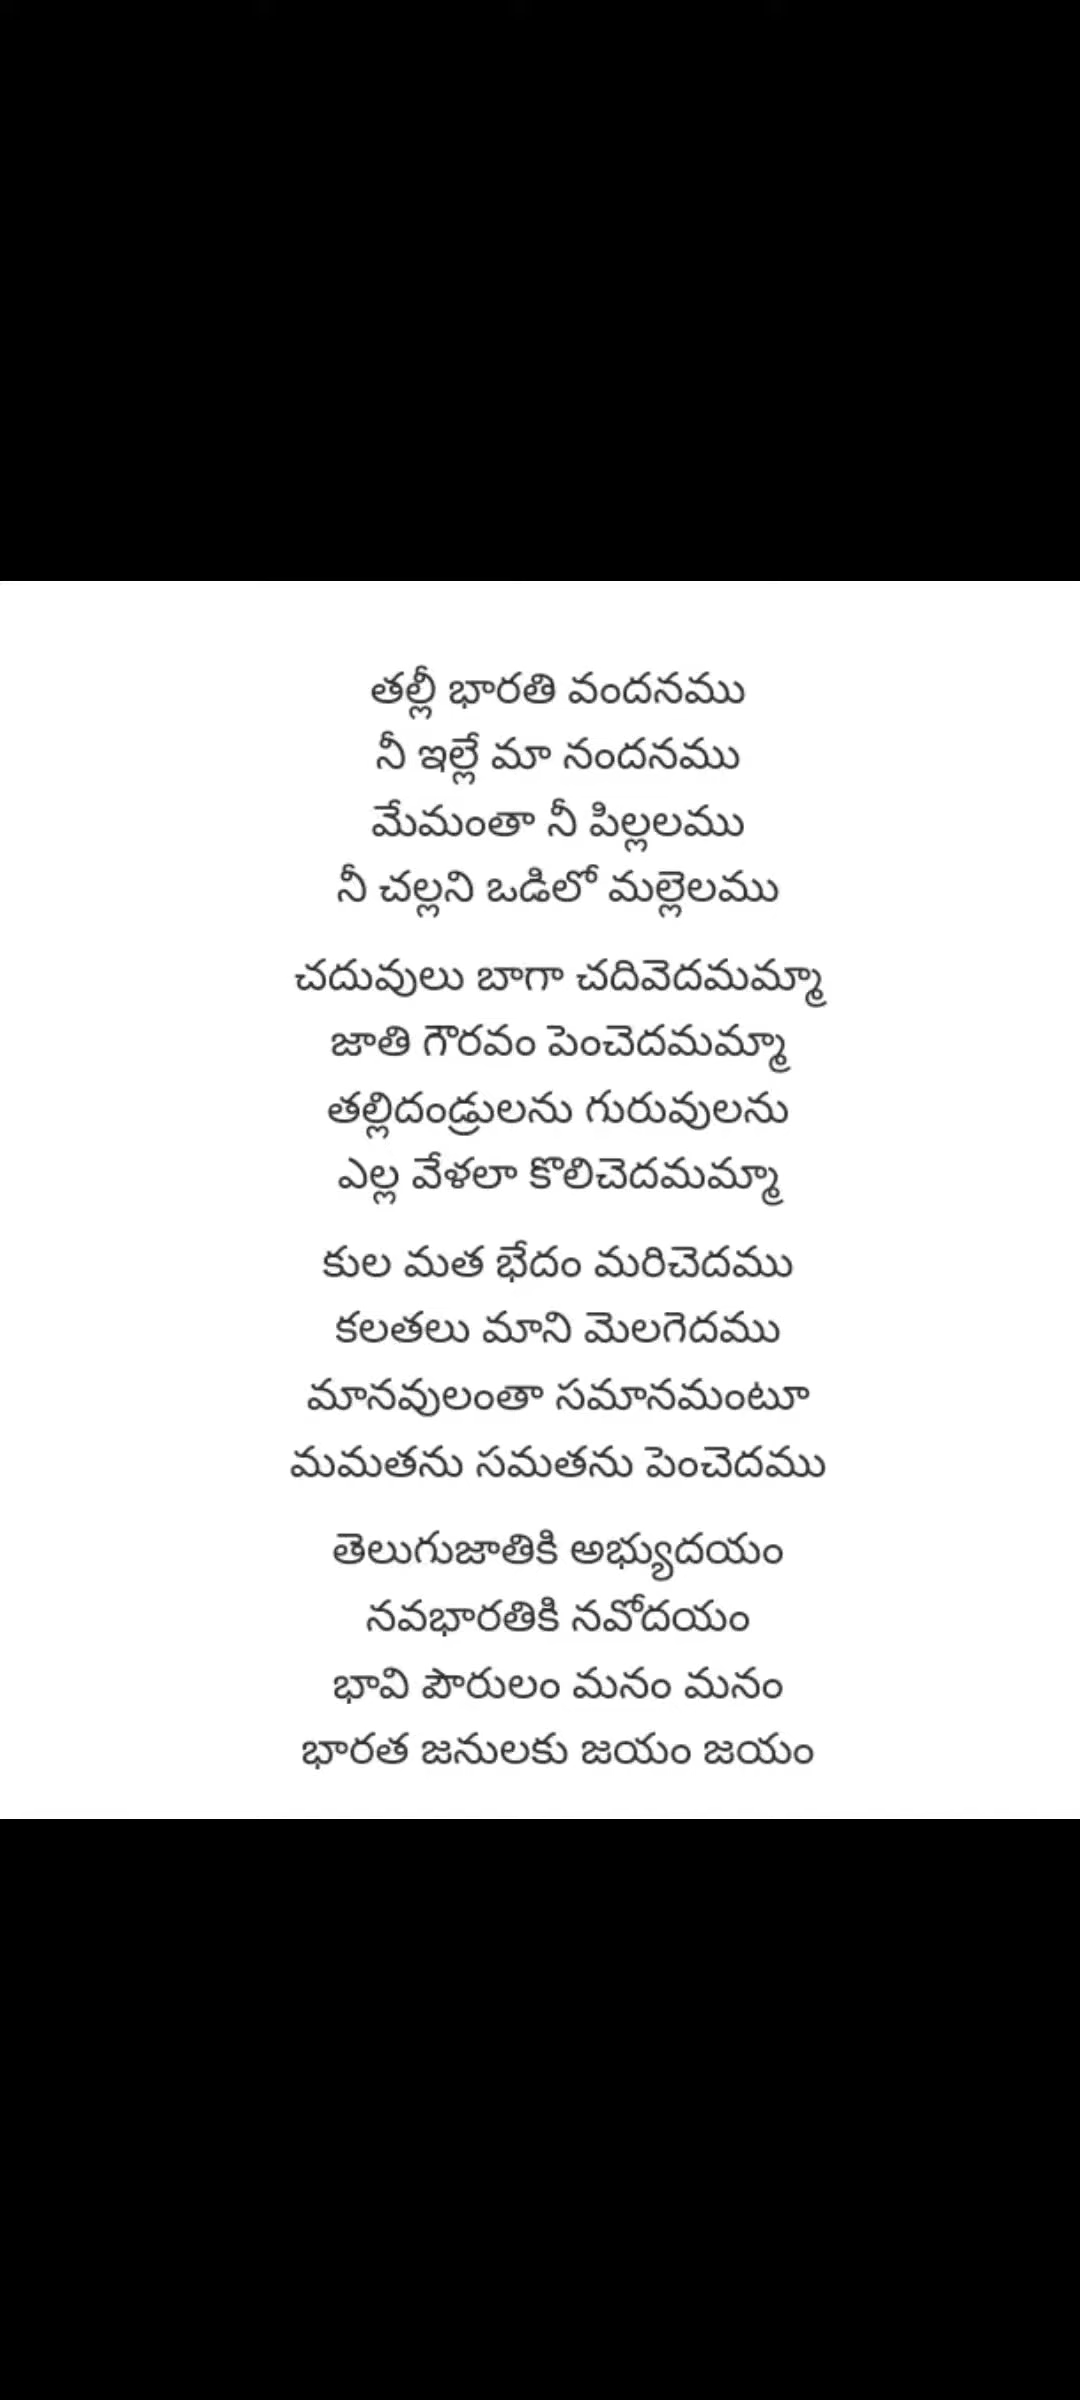 తల్లీ భారతి వందనము
నీ ఇల్లే మా నందనము
మేమంతా నీ పిల్లలము
నీ చల్లని ఒడిలో మల్లెలము
చదువులు బాగా చదివెదమమ్మా
జాతి గౌరవం పెంచెదమమ్మా
తల్లిదండ్రులను గురువులను
ఎల్ల వేళలా కొలిచెదమమ్మా
కుల మత భేదం మరిచెదము
కలతలు మాని మెలగెదము
మానవులంతా సమానమంటూ
మమతను సమతను పెంచెదము
తెలుగుజాతికి అభ్యుదయం
నవభారతికి నవోదయం
భావి పౌరులం మనం మనం
భారత జనులకు జయం జయం